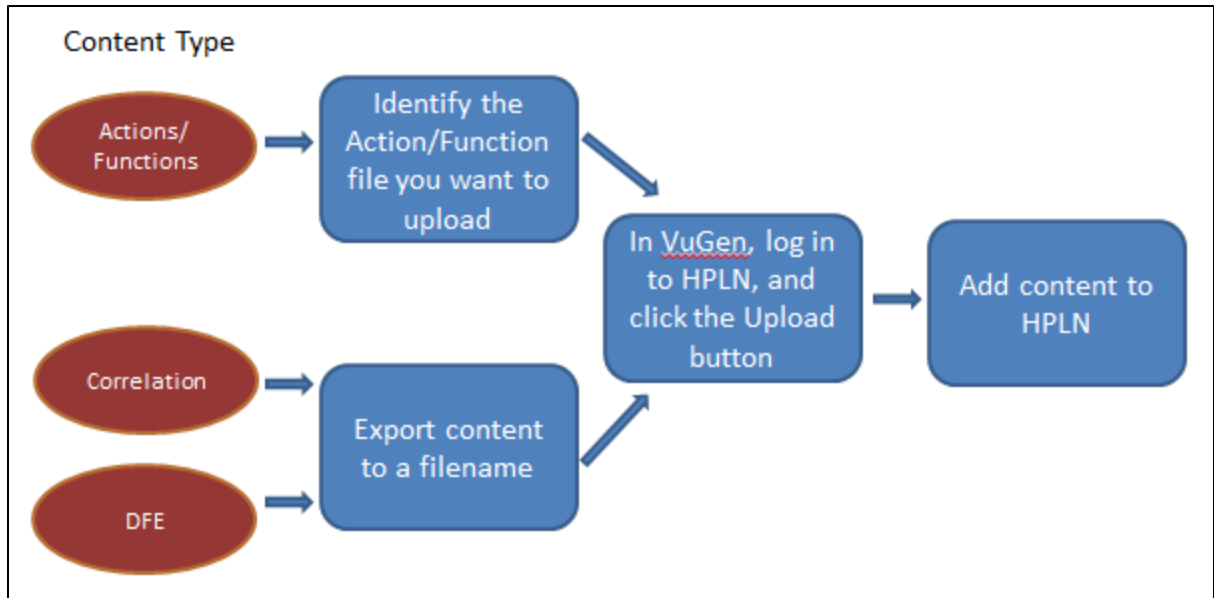 Content Type
Actions/
Functions
Identify the
Action/Function
file you want to
upload
In VuGen, log in
to HPLN, and
click the Upload
button
Add content to
HPLN
Correlation
Export content
to a filename
DFE